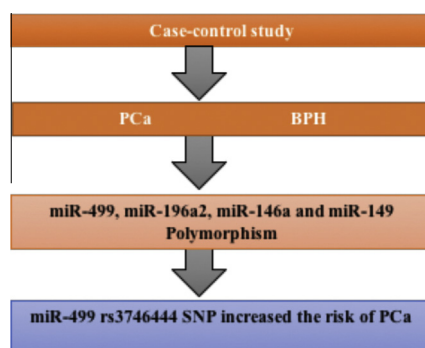 Case-control study
PCa BPH
miR-499, miR-196a2, miR-146a and miR-149
Polymorphism
miR-499 rs3746444 SNP increased the risk of PCa